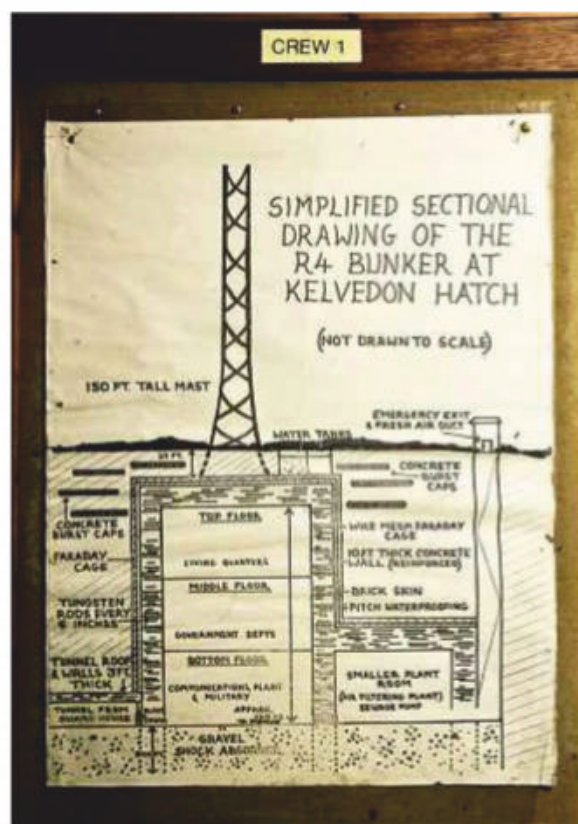 CREW 1
SIMPLIFIED SECTIONAL
DRAWING OF THE
R4 BUNKER AT
KELVEDON HATCH
(NOT DRAWN TO SCALE)
150 FT. TALL MAST
EMERGENCY EXIT
& FRESH AIR DUCT
WATER TANKS
CONCRETE
BURST
CAPS
CONCRETE
BURST CAPS
FARADAY
CAGE
TUNGSTEN
RODS EVERY
6 INCHES
TUNNEL ROOF
& WALLS 3FT.
THICK
TUNNEL FROM
GUARD HOUSE
TOP FLOOR
LIVING QUARTERS
MIDDLE FLOOR
GOVERNMENT DEPTS
BOTTOM FLOOR
COMMUNICATIONS, PLANT
& MILITARY
APPROX.
WIRE MESH FARADAY
CAGE
10FT THICK CONCRETE
WALL (REINFORCED)
BRICK SKIN
PITCH WATERPROOFING
SMALLER PLANT
ROOM
(AIR FILTERING PLANT)
SEWAGE PUMP
GRAVEL
SHOCK